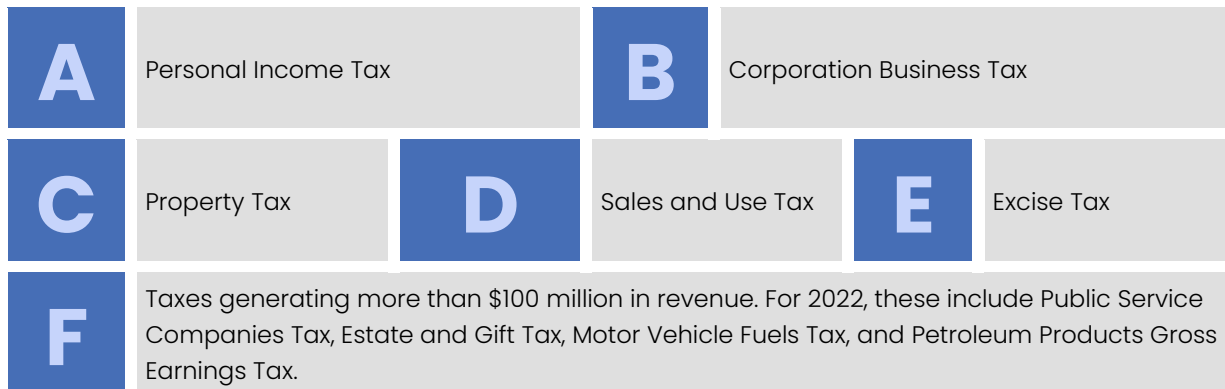 A Personal Income Tax B Corporation Business Tax
C Property Tax D Sales and Use Tax E Excise Tax
F Taxes generating more than $100 million in revenue. For 2022, these include Public Service
Companies Tax, Estate and Gift Tax, Motor Vehicle Fuels Tax, and Petroleum Products Gross
Earnings Tax.